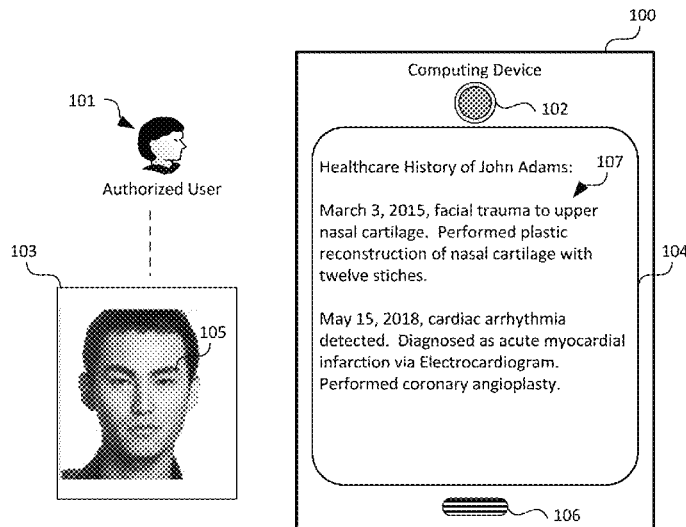 100
Computing Device
101
102
Healthcare History of John Adams:
107
Authorized User
March 3, 2015, facial trauma to upper
nasal cartilage. Performed plastic
reconstruction of nasal cartilage with
twelve stiches.
103
104
105
May 15, 2018, cardiac arrhythmia
detected. Diagnosed as acute myocardial
infarction via Electrocardiogram.
Performed coronary angioplasty.
106